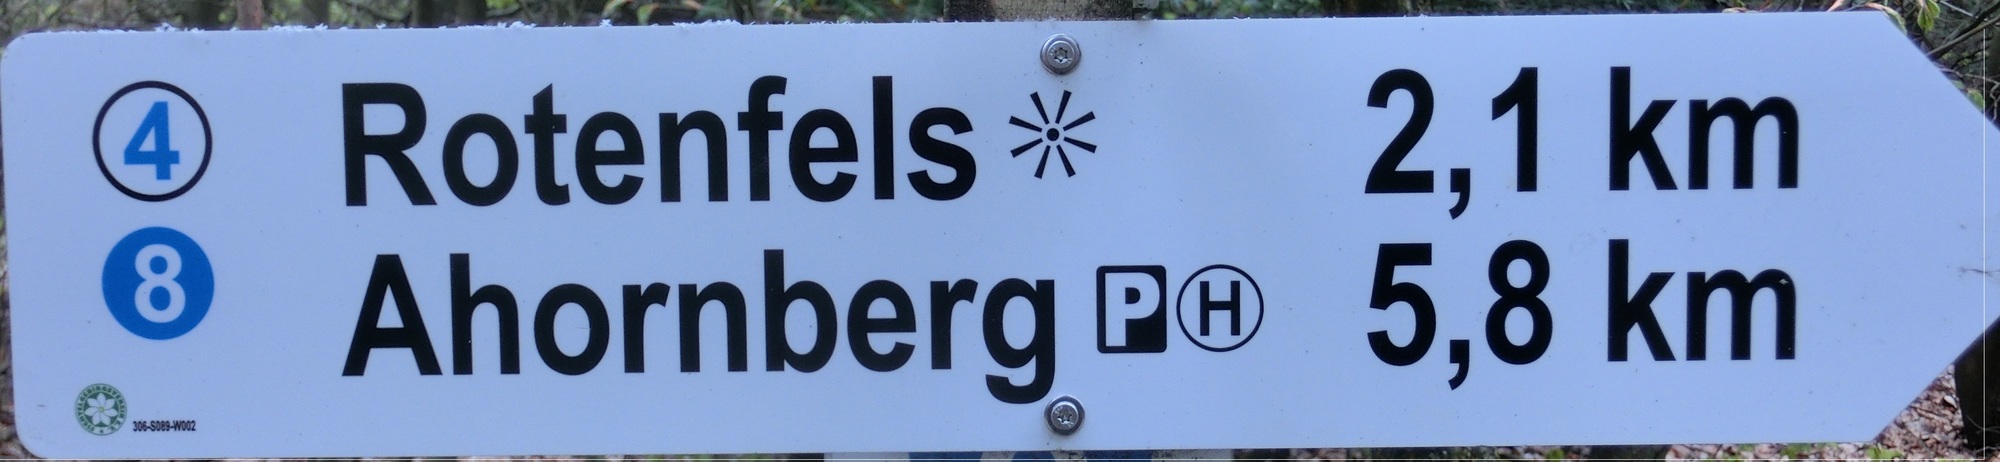 4 Rotenfels 2,1 km
8 Ahornberg P H 5,8 km
306-S089-W002